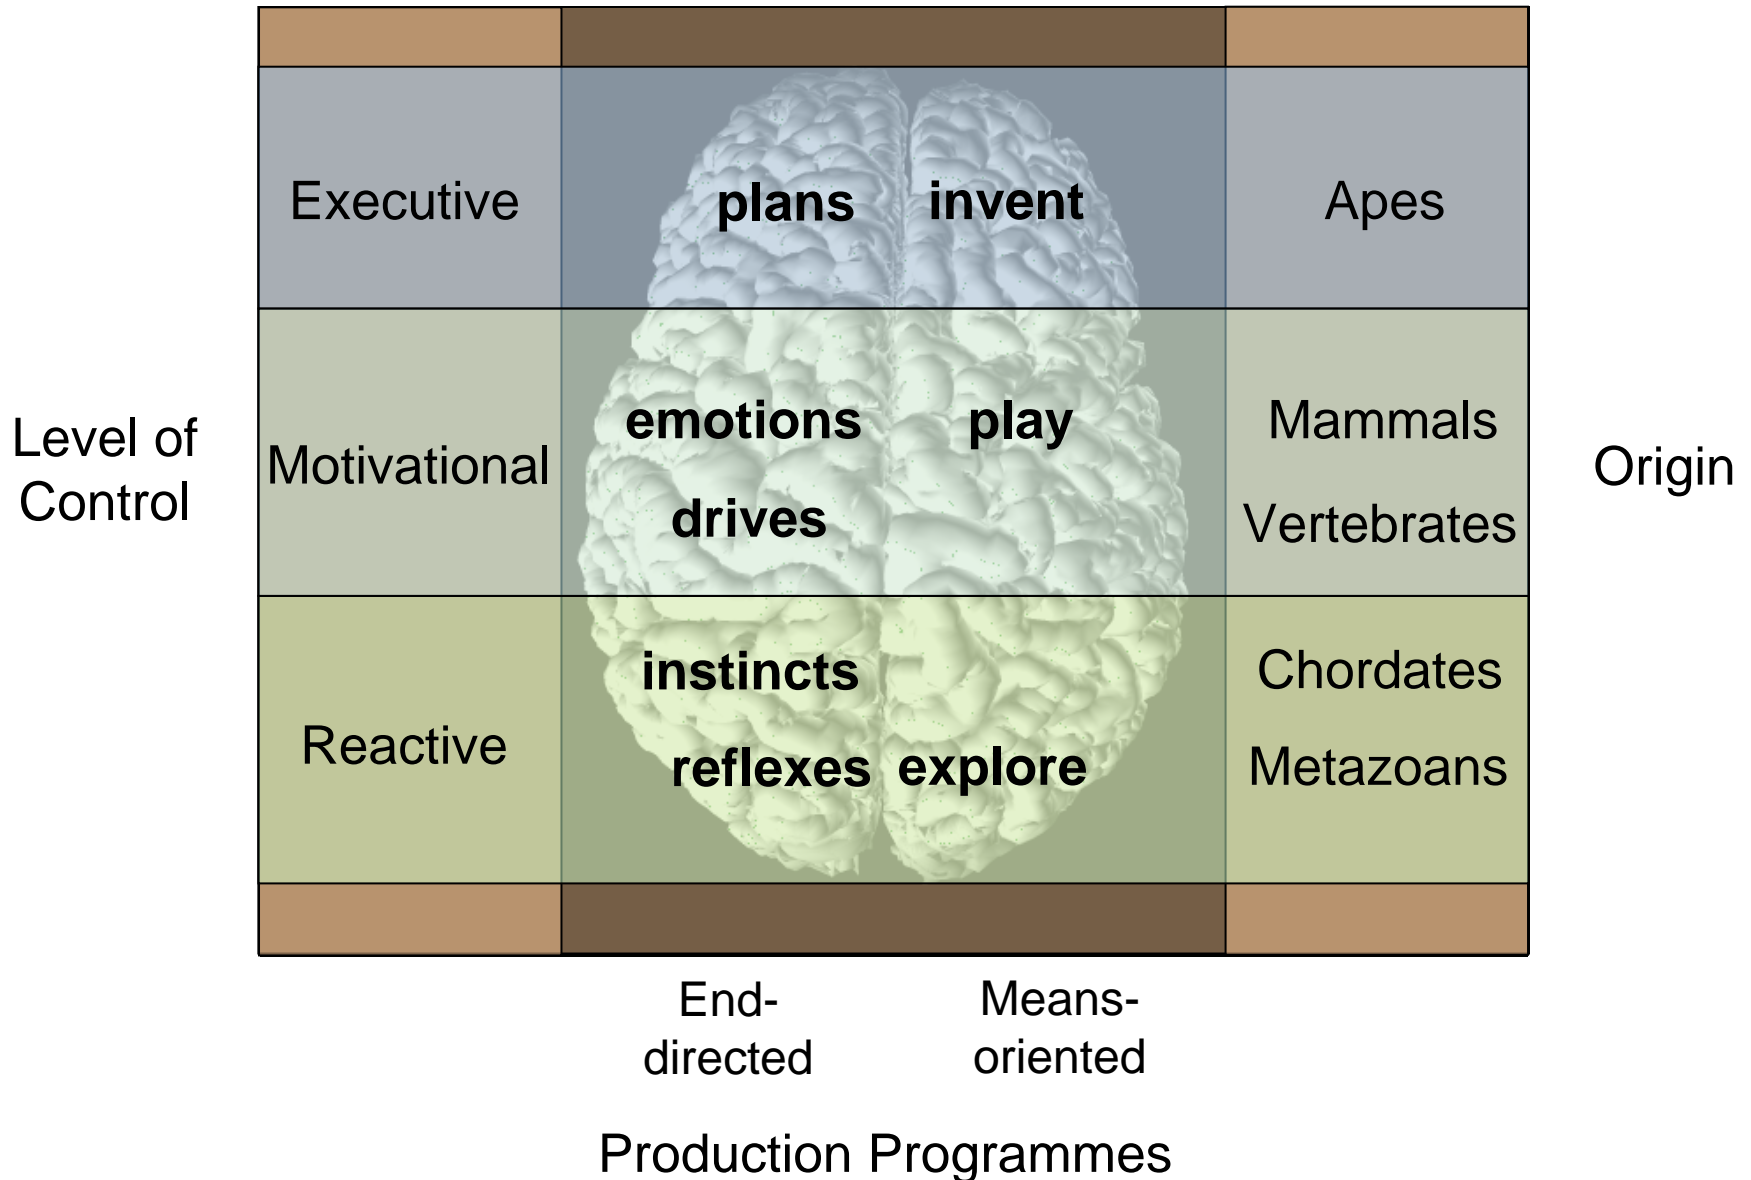 Executive
plans
invent
Apes
Level of
Control
Motivational
emotions
play
drives
Mammals
Vertebrates
Origin
Reactive
instincts
reflexes
explore
Chordates
Metazoans
End-
directed
Means-
oriented
Production Programmes